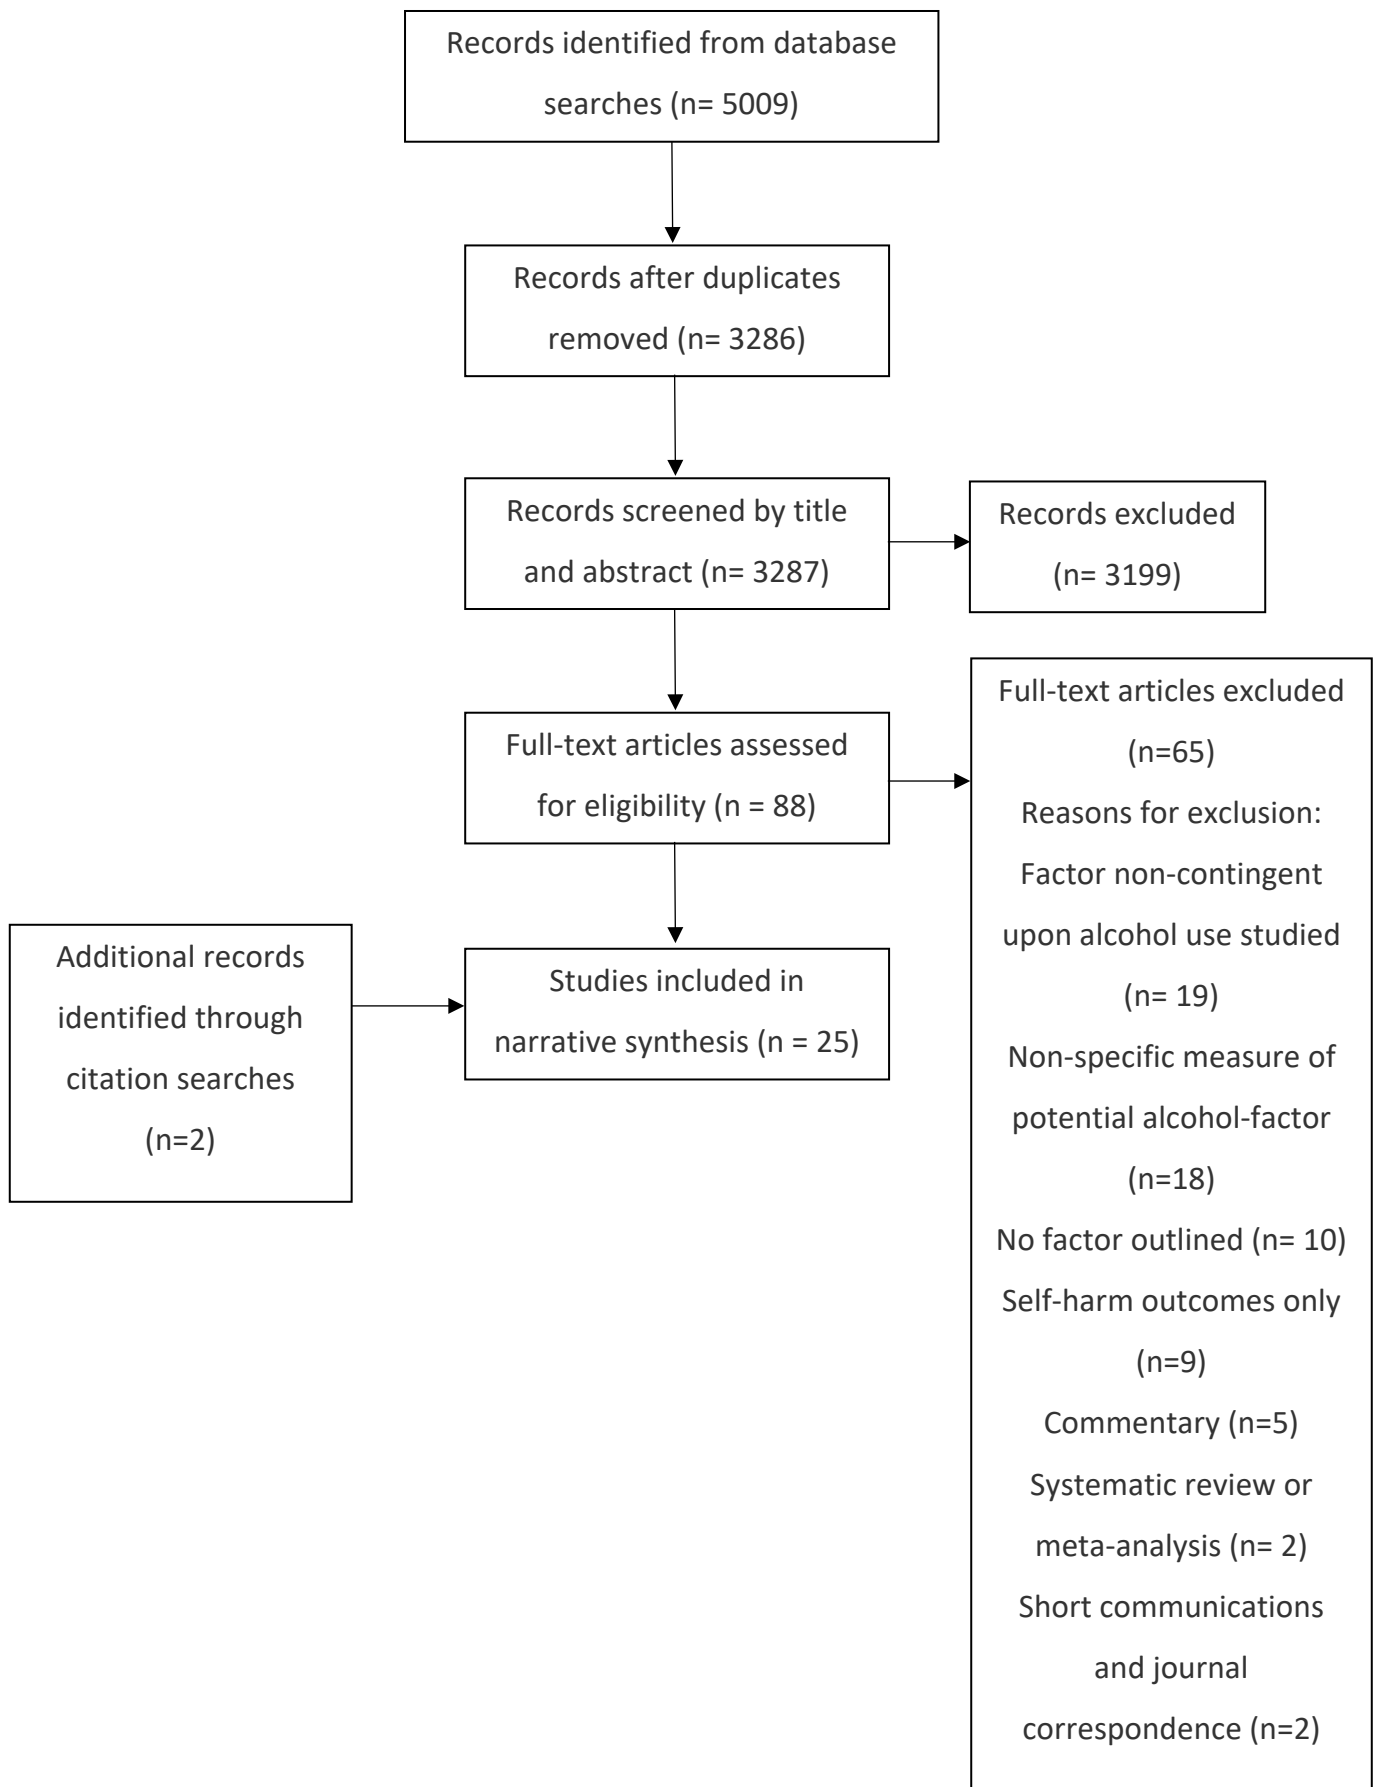 Records identified from database
searches (n= 5009)
Records after duplicates
removed (n= 3286)
Records screened by title
and abstract (n= 3287)
Records excluded
(n= 3199)
Full-text articles assessed
for eligibility (n = 88)
Full-text articles excluded
(n=65)
Reasons for exclusion:
Factor non-contingent
upon alcohol use studied
(n= 19)
Non-specific measure of
potential alcohol-factor
(n=18)
No factor outlined (n= 10)
Self-harm outcomes only
(n=9)
Commentary (n=5)
Systematic review or
meta-analysis (n= 2)
Short communications
and journal
correspondence (n=2)
Additional records
identified through
citation searches
(n=2)
Studies included in
narrative synthesis (n = 25)